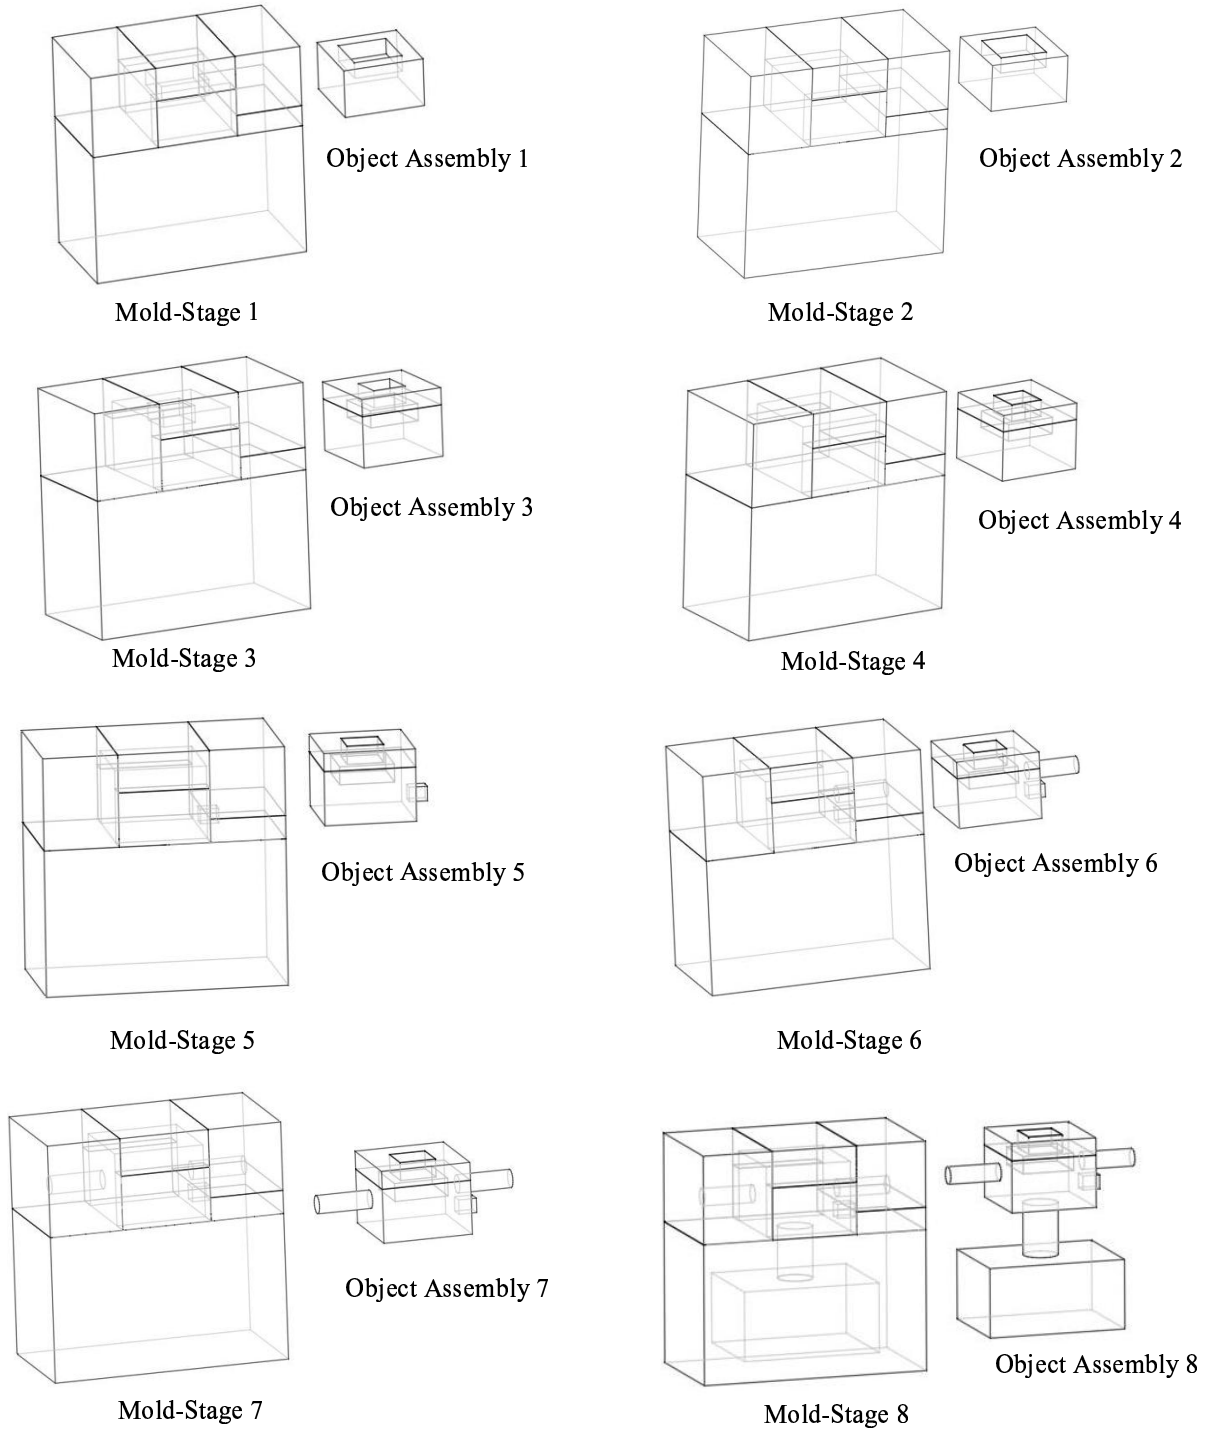 Object Assembly 1
Object Assembly 2
Mold-Stage 1
Mold-Stage 2
Object Assembly 3
Object Assembly 4
Mold-Stage 3
Mold-Stage 4
Object Assembly 5
Object Assembly 6
Mold-Stage 5
Mold-Stage 6
Object Assembly 7
Object Assembly 8
Mold-Stage 7
Mold-Stage 8